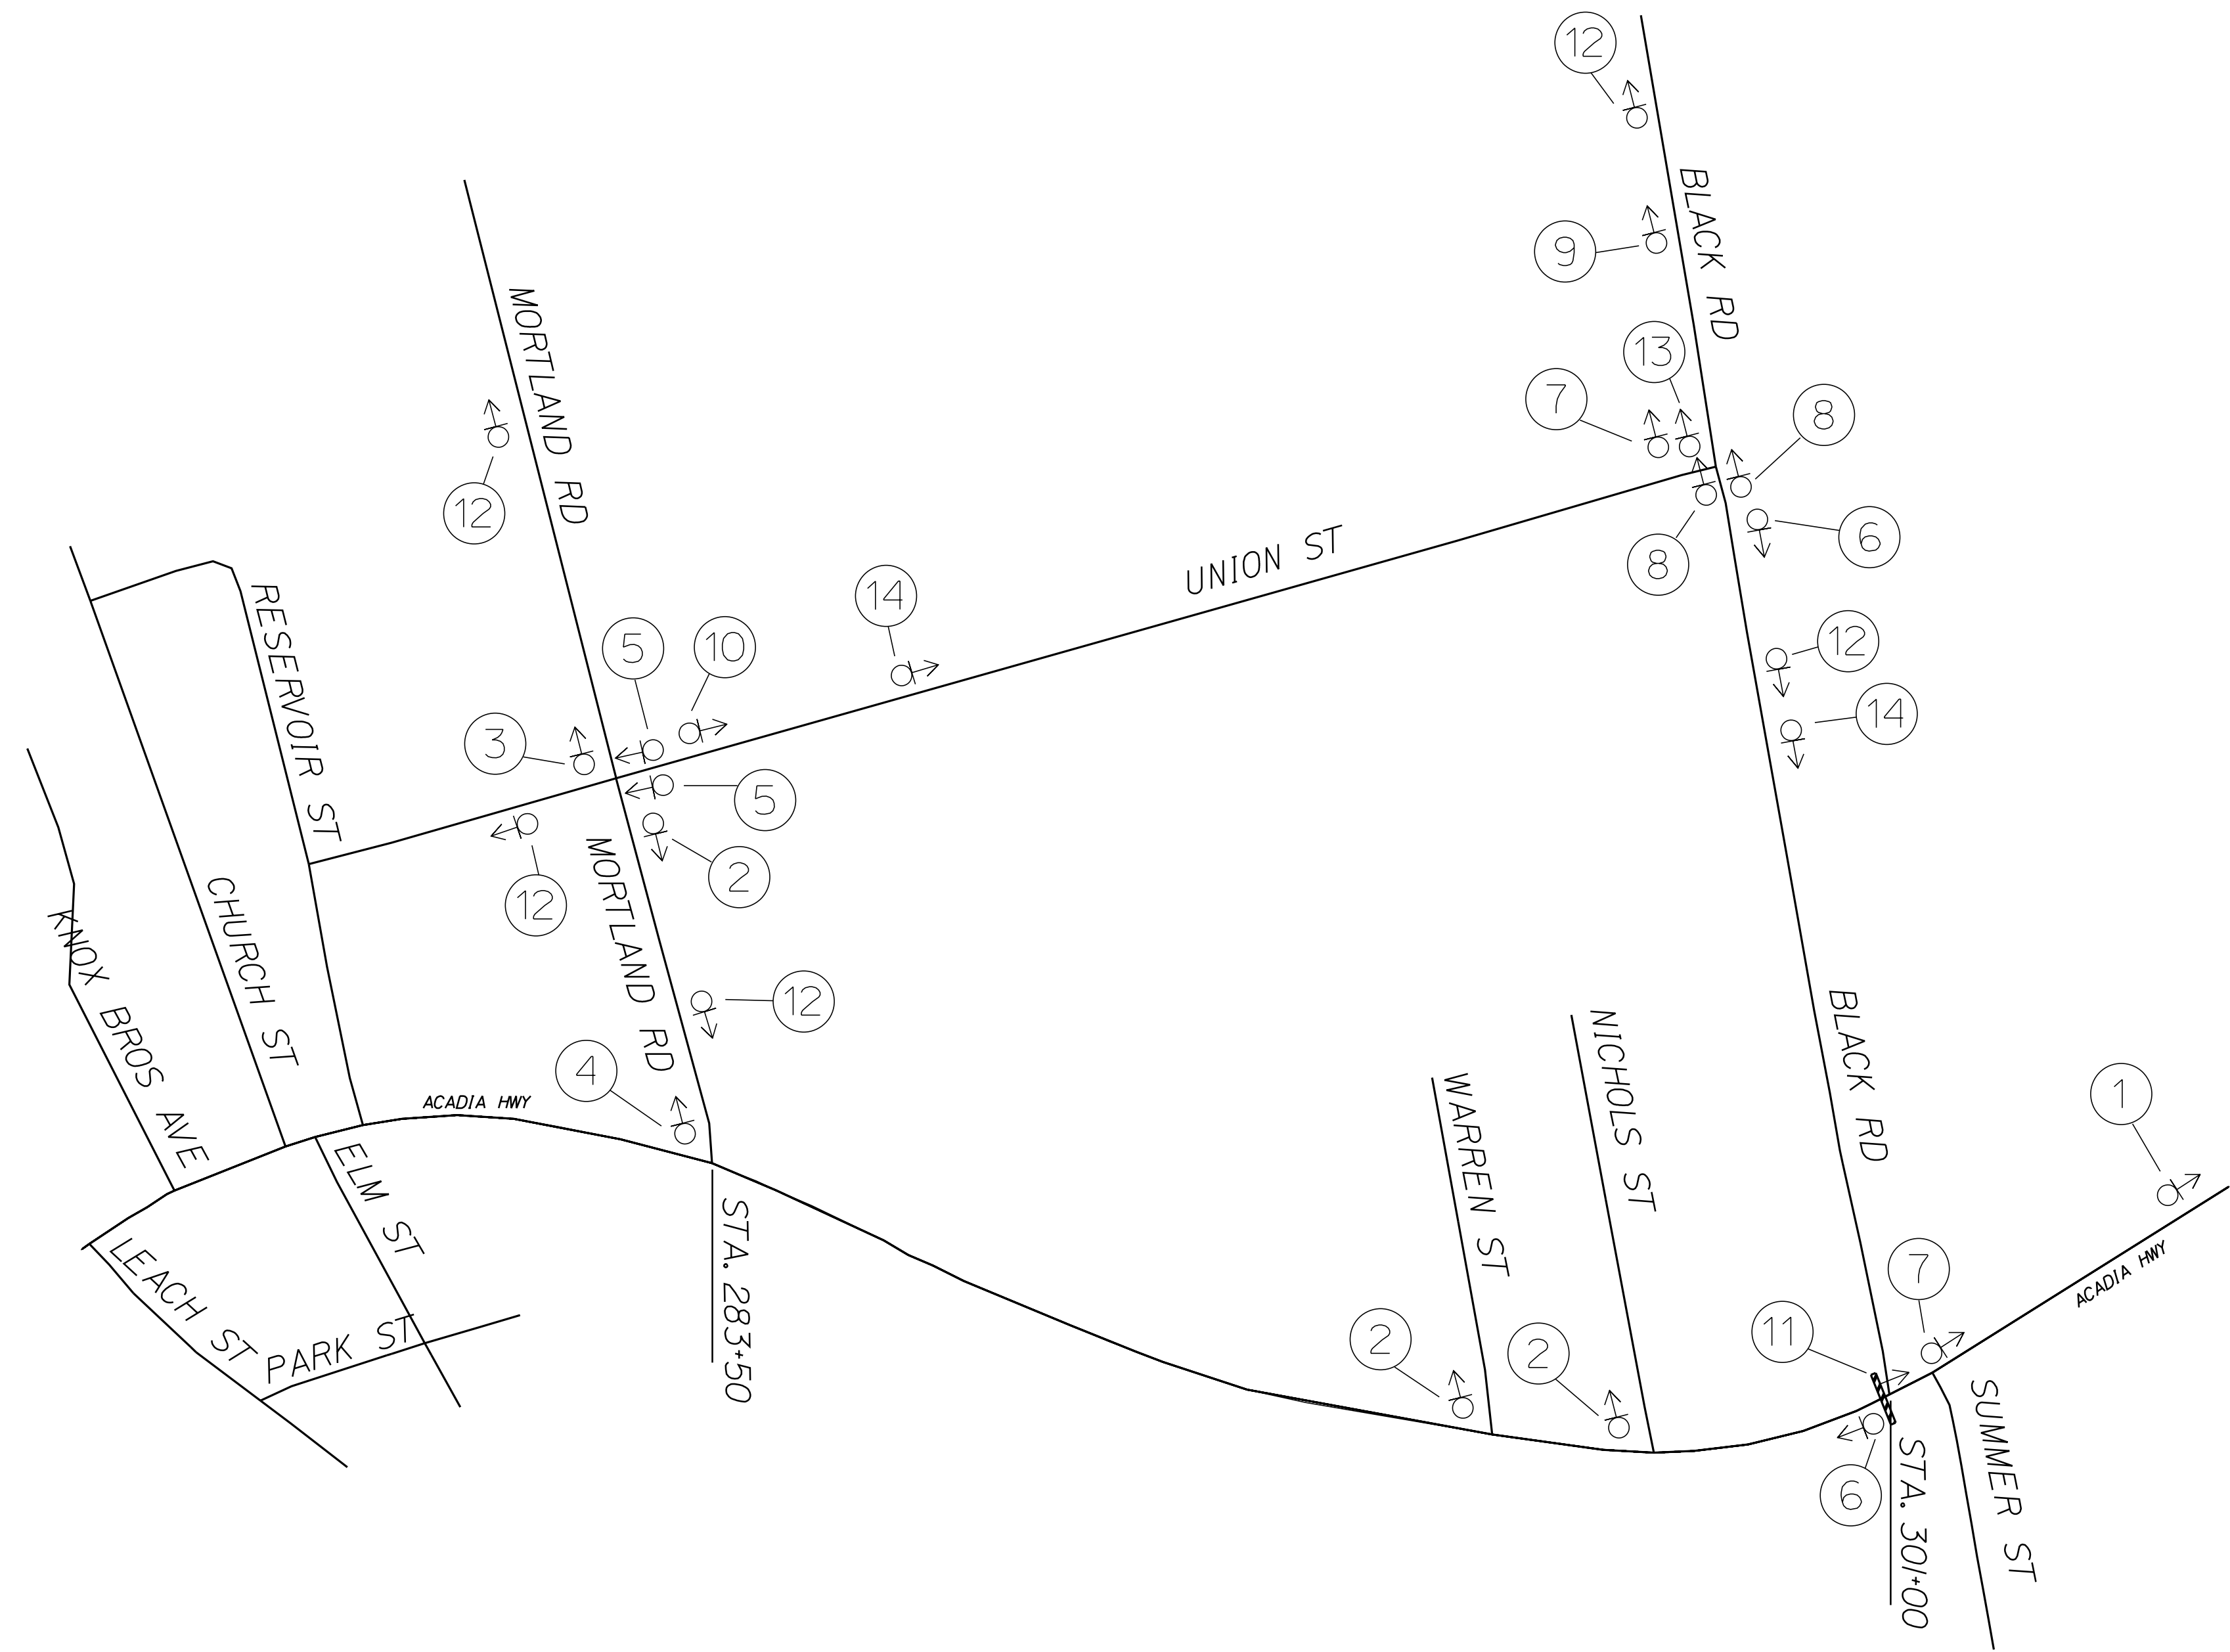 12
BLACK RD
9
13
7
8
MORTLAND RD
12
8
6
UNION ST
14
12
RESERVOIR ST
5
10
14
3
5
2
12
MORTLAND RD
CHURCH ST
KNOX BROS AVE
12
4
ACADIA HWY
NICHOLS ST
BLACK RD
WARREN ST
1
ELM ST
STA. 283+50
LEACH ST
PARK ST
ACADIA HWY
7
11
2
2
6
STA. 301+00
SUMMER ST